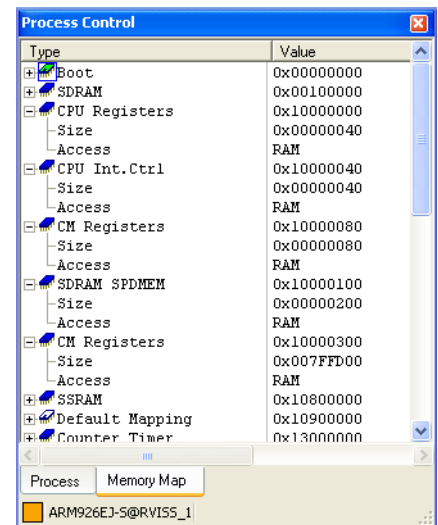 Process Control
Type Value
Boot 0x00000000
SDRAM 0x00100000
CPU Registers 0x10000000
Size 0x00000040
Access RAM
CPU Int.Ctrl 0x10000040
Size 0x00000040
Access RAM
CM Registers 0x10000080
Size 0x00000080
Access RAM
SDRAM SPDMEM 0x10000100
Size 0x00000200
Access RAM
CM Registers 0x10000300
Size 0x007FFD00
Access RAM
SSRAM 0x10800000
Default Mapping 0x10900000
Counter Timer 0x13000000
Process Memory Map
ARM926EJ-S@RVISS_1